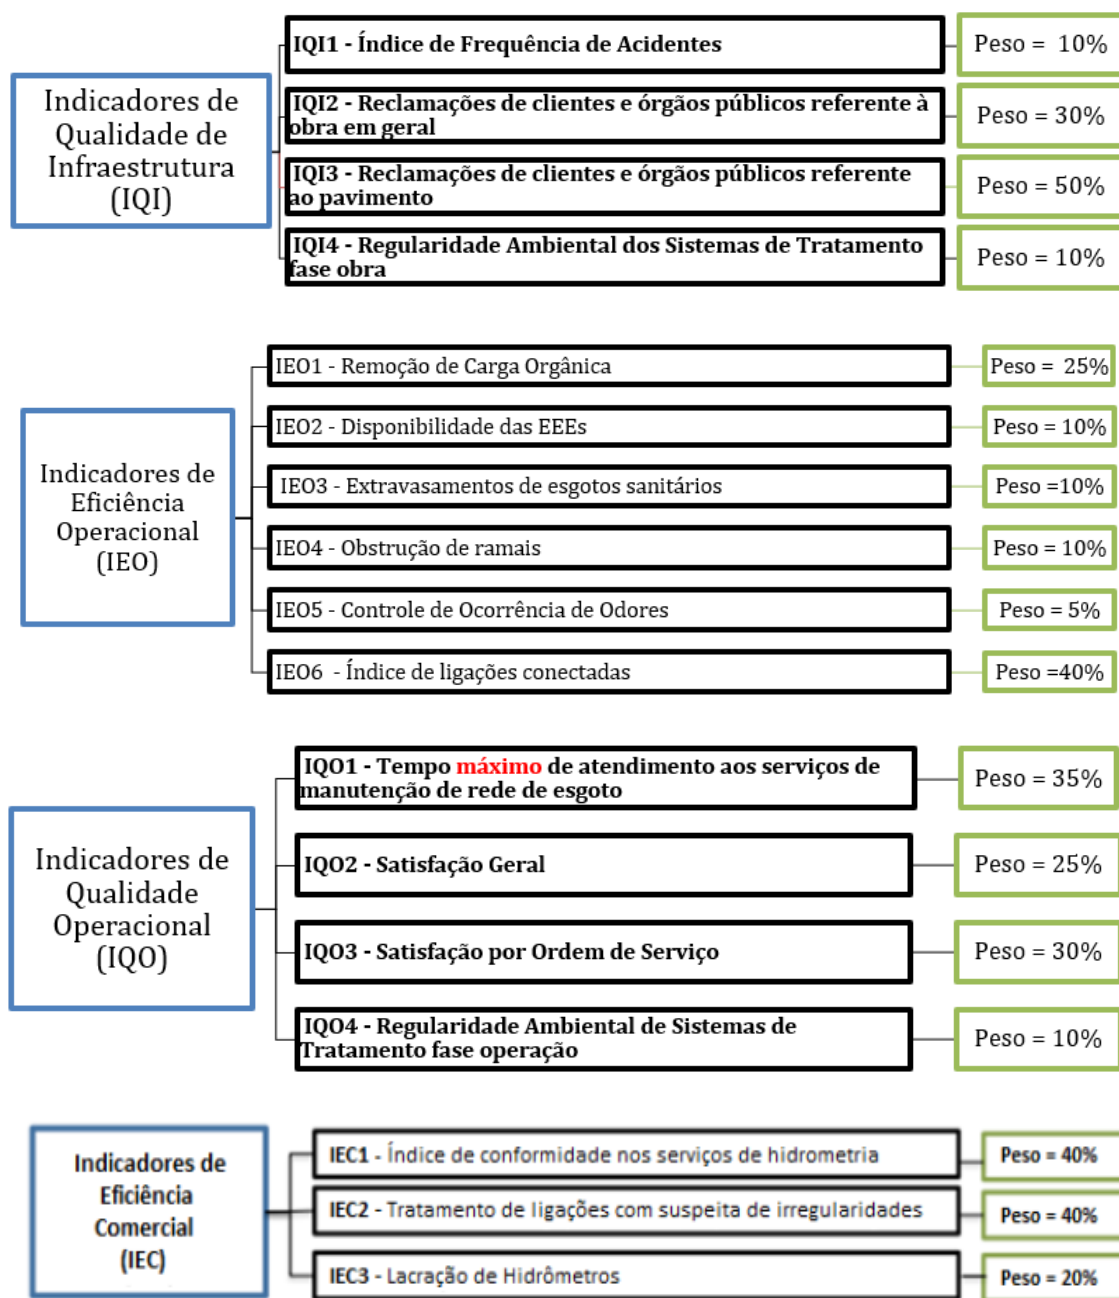 Indicadores de
Qualidade de
Infraestrutura
(IQI)
IQI1 - Índice de Frequência de Acidentes
Peso = 10%
IQI2 - Reclamações de clientes e órgãos públicos referente à
obra em geral
Peso = 30%
IQI3 - Reclamações de clientes e órgãos públicos referente
ao pavimento
Peso = 50%
IQI4 - Regularidade Ambiental dos Sistemas de Tratamento
fase obra
Peso = 10%
Indicadores de
Eficiência
Operacional
(IEO)
IEO1 - Remoção de Carga Orgânica
Peso = 25%
IEO2 - Disponibilidade das EEEs
Peso = 10%
IEO3 - Extravasamentos de esgotos sanitários
Peso =10%
IEO4 - Obstrução de ramais
Peso = 10%
IEO5 - Controle de Ocorrência de Odores
Peso = 5%
IEO6 - Índice de ligações conectadas
Peso =40%
Indicadores de
Qualidade
Operacional
(IQO)
IQO1 - Tempo máximo de atendimento aos serviços de
manutenção de rede de esgoto
Peso = 35%
IQO2 - Satisfação Geral
Peso = 25%
IQO3 - Satisfação por Ordem de Serviço
Peso = 30%
IQO4 - Regularidade Ambiental de Sistemas de
Tratamento fase operação
Peso = 10%
Indicadores de
Eficiência
Comercial
(IEC)
IEC1 - Índice de conformidade nos serviços de hidrometria
Peso = 40%
IEC2 - Tratamento de ligações com suspeita de irregularidades
Peso = 40%
IEC3 - Lacração de Hidrômetros
Peso = 20%